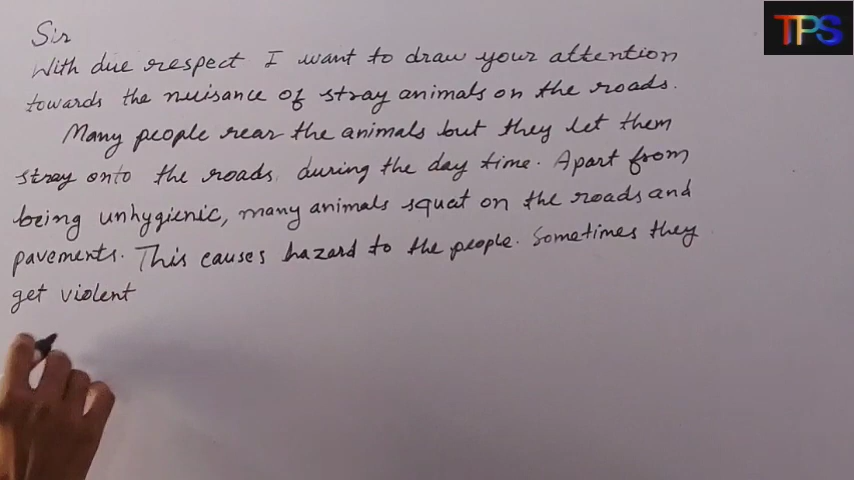 TPS
Sir
With due respect I want to draw your attention
towards the nuisance of stray animals on the roads.
Many people rear the animals but they let them
stray onto the roads during the day time. Apart from
being unhygienic, many animals squat on the roads and
pavements. This causes hazard to the people. Sometimes they
get violent